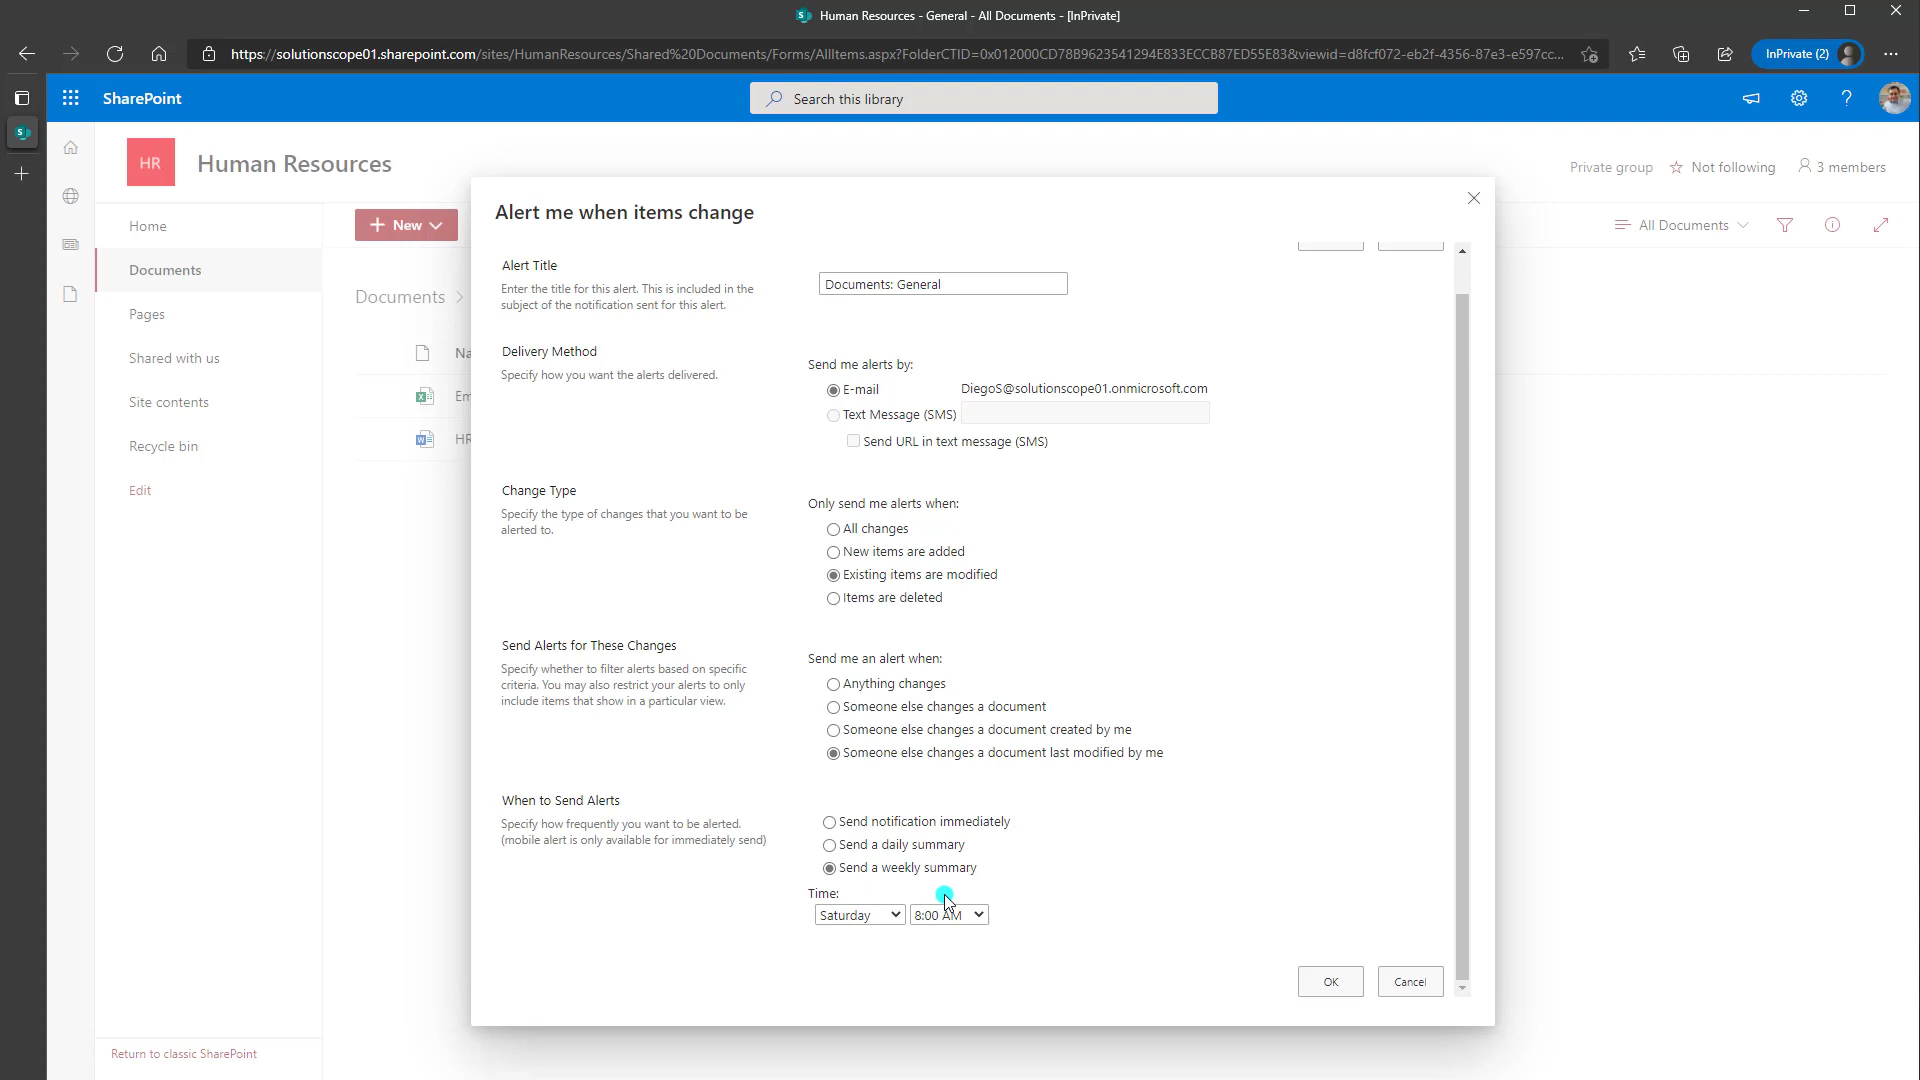 Human Resources - General - All Documents - [InPrivate]
https://solutionscope01.sharepoint.com/sites/HumanResources/Shared%20Documents/Forms/AllItems.aspx?FolderCTID=0x012000CD78B9623541294E833ECCB87ED55E83&viewid=d8fcf072-eb2f-4356-87e3-e597cc...
InPrivate (2)
SharePoint
Search this library
?
S
HR
Human Resources
Private group
Not following
3 members
Home
Documents
Pages
Shared with us
Site contents
Recycle bin
Edit
Return to classic SharePoint
New
All Documents
Documents
Na
Em
HR
Alert me when items change
Alert Title
Enter the title for this alert. This is included in the
subject of the notification sent for this alert.
Documents: General
Delivery Method
Specify how you want the alerts delivered.
Send me alerts by:
E-mail
DiegoS@solutionscope01.onmicrosoft.com
Text Message (SMS)
Send URL in text message (SMS)
Change Type
Specify the type of changes that you want to be
alerted to.
Only send me alerts when:
All changes
New items are added
Existing items are modified
Items are deleted
Send Alerts for These Changes
Specify whether to filter alerts based on specific
criteria. You may also restrict your alerts to only
include items that show in a particular view.
Send me an alert when:
Anything changes
Someone else changes a document
Someone else changes a document created by me
Someone else changes a document last modified by me
When to Send Alerts
Specify how frequently you want to be alerted.
(mobile alert is only available for immediately send)
Send notification immediately
Send a daily summary
Send a weekly summary
Time:
Saturday
8:00 AM
OK
Cancel